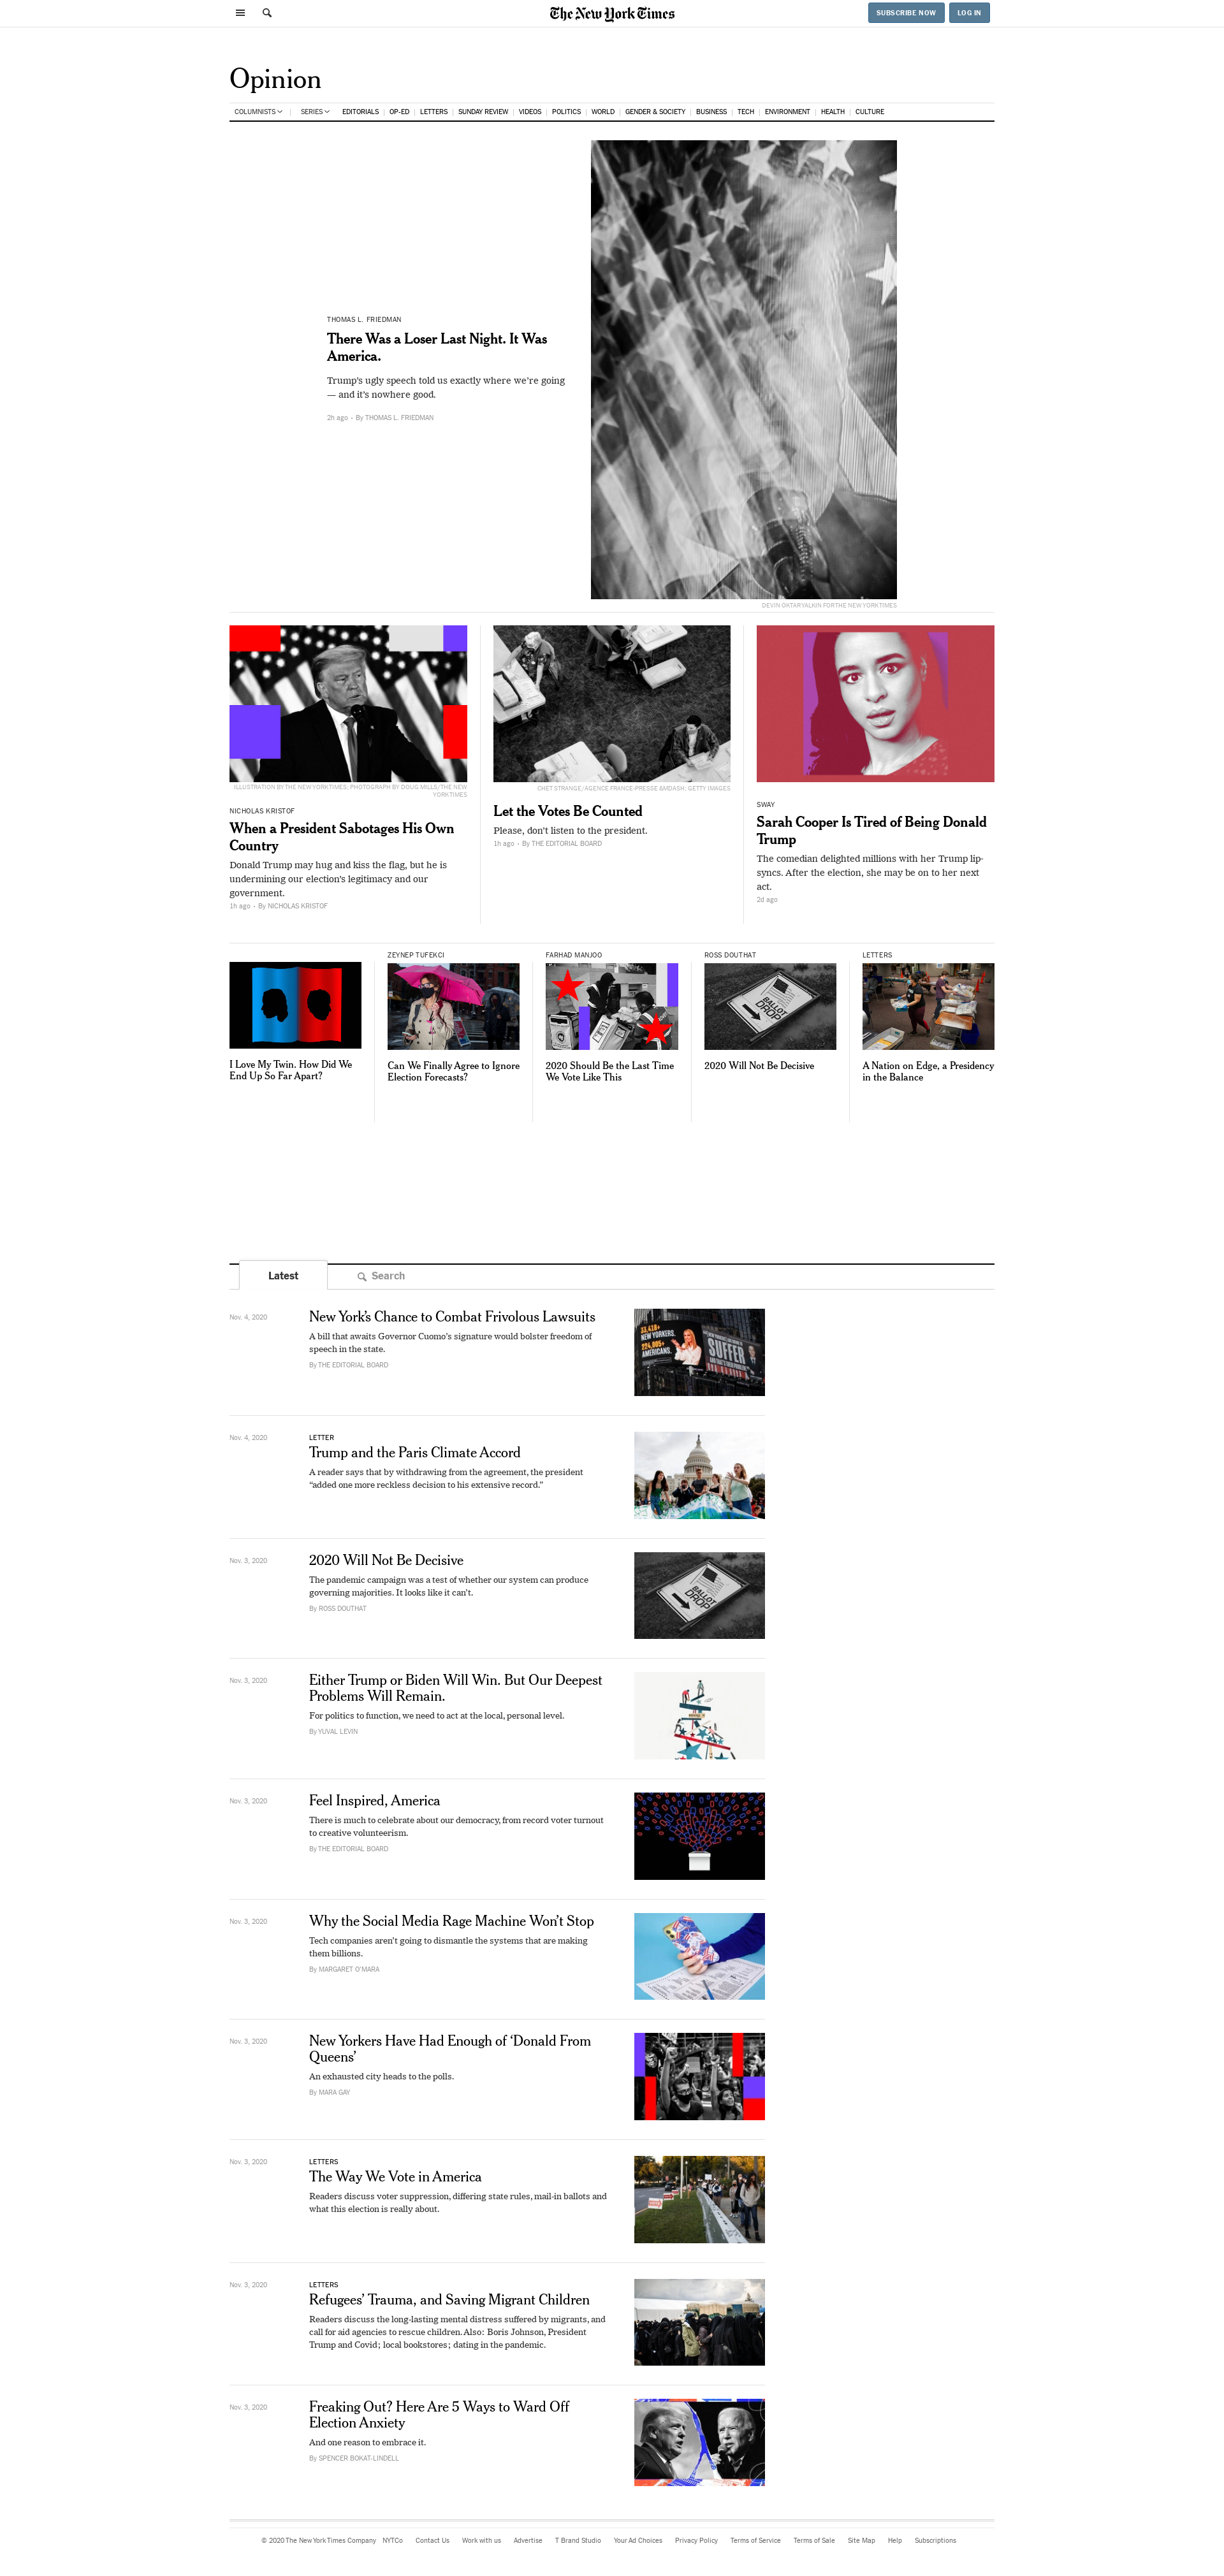 The New York Times
SUBSCRIBE NOW
LOG IN
Opinion
COLUMNISTS
SERIES
EDITORIALS
OP-ED
LETTERS
SUNDAY REVIEW
VIDEOS
POLITICS
WORLD
GENDER & SOCIETY
BUSINESS
TECH
ENVIRONMENT
HEALTH
CULTURE
THOMAS L. FRIEDMAN
There Was a Loser Last Night. It Was
America.
Trump's ugly speech told us exactly where we're going
— and it's nowhere good.
2h ago • By THOMAS L. FRIEDMAN
DEVIN OKTAR YALKIN FOR THE NEW YORK TIMES
ILLUSTRATION BY THE NEW YORK TIMES; PHOTOGRAPH BY DOUG MILLS/THE NEW
YORK TIMES
NICHOLAS KRISTOF
When a President Sabotages His Own
Country
Donald Trump may hug and kiss the flag, but he is
undermining our election's legitimacy and our
government.
1h ago • By NICHOLAS KRISTOF
CHET STRANGE/AGENCE FRANCE-PRESSE &MDASH; GETTY IMAGES
Let the Votes Be Counted
Please, don't listen to the president.
1h ago • By THE EDITORIAL BOARD
SWAY
Sarah Cooper Is Tired of Being Donald
Trump
The comedian delighted millions with her Trump lip-
syncs. After the election, she may be on to her next
act.
2d ago
I Love My Twin. How Did We
End Up So Far Apart?
ZEYNEP TUFEKCI
Can We Finally Agree to Ignore
Election Forecasts?
FARHAD MANJOO
2020 Should Be the Last Time
We Vote Like This
ROSS DOUTHAT
BALLOT
DROP
2020 Will Not Be Decisive
LETTERS
A Nation on Edge, a Presidency
in the Balance
Latest
Search
Nov. 4, 2020
New York's Chance to Combat Frivolous Lawsuits
A bill that awaits Governor Cuomo's signature would bolster freedom of
speech in the state.
By THE EDITORIAL BOARD
33,418+
NEW YORKERS.
224,005+
AMERICANS.
SUFFER
Nov. 4, 2020
LETTER
Trump and the Paris Climate Accord
A reader says that by withdrawing from the agreement, the president
“added one more reckless decision to his extensive record.”
Nov. 3, 2020
2020 Will Not Be Decisive
The pandemic campaign was a test of whether our system can produce
governing majorities. It looks like it can't.
By ROSS DOUTHAT
BALLOT
DROP
Nov. 3, 2020
Either Trump or Biden Will Win. But Our Deepest
Problems Will Remain.
For politics to function, we need to act at the local, personal level.
By YUVAL LEVIN
Nov. 3, 2020
Feel Inspired, America
There is much to celebrate about our democracy, from record voter turnout
to creative volunteerism.
By THE EDITORIAL BOARD
Nov. 3, 2020
Why the Social Media Rage Machine Won't Stop
Tech companies aren't going to dismantle the systems that are making
them billions.
By MARGARET O'MARA
Nov. 3, 2020
New Yorkers Have Had Enough of ‘Donald From
Queens’
An exhausted city heads to the polls.
By MARA GAY
Nov. 3, 2020
LETTERS
The Way We Vote in America
Readers discuss voter suppression, differing state rules, mail-in ballots and
what this election is really about.
Nov. 3, 2020
LETTERS
Refugees' Trauma, and Saving Migrant Children
Readers discuss the long-lasting mental distress suffered by migrants, and
call for aid agencies to rescue children. Also: Boris Johnson, President
Trump and Covid; local bookstores; dating in the pandemic.
Nov. 3, 2020
Freaking Out? Here Are 5 Ways to Ward Off
Election Anxiety
And one reason to embrace it.
By SPENCER BOKAT-LINDELL
© 2020 The New York Times Company
NYTCo
Contact Us
Work with us
Advertise
T Brand Studio
Your Ad Choices
Privacy Policy
Terms of Service
Terms of Sale
Site Map
Help
Subscriptions